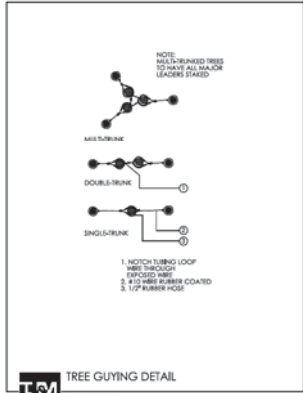 NOTE:
MULTI-TRUNKED TREES
TO HAVE ALL MAJOR
LEADERS STAKED
MULTI-TRUNK
DOUBLE-TRUNK
1
SINGLE-TRUNK
2
3
1. NOTCH TUBING LOOP
WIRE THROUGH
EXPOSED WIRE
2. #10 WIRE RUBBER COATED
3. 1/2" RUBBER HOSE
T&M
TREE GUYING DETAIL